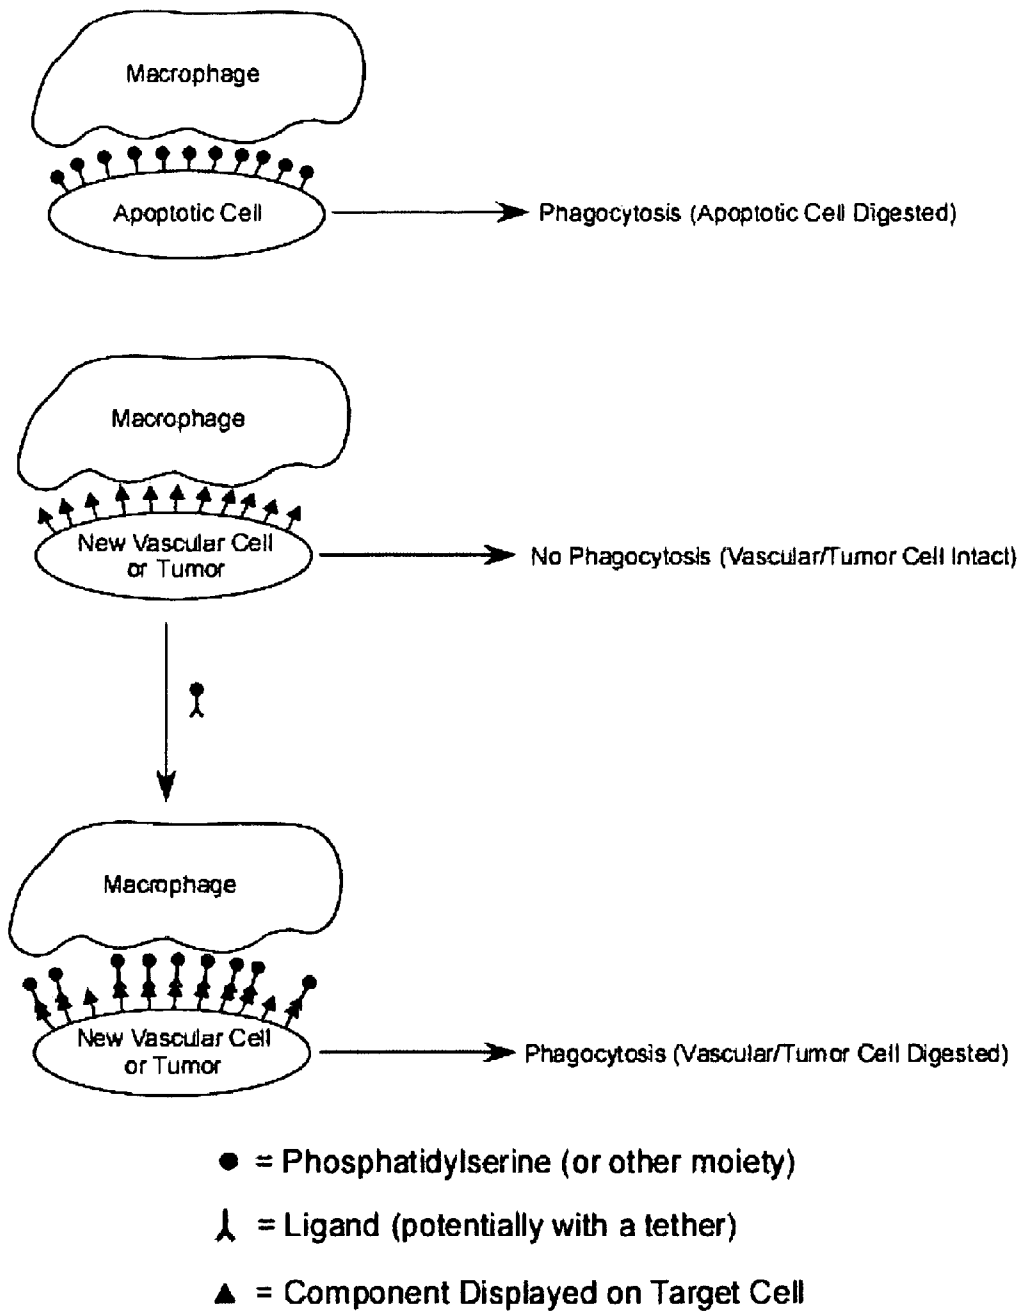 Macrophage
Apoptotic Cell
Phagocytosis (Apoptotic Cell Digested)
Macrophage
New Vascular Cell
or Tumor
No Phagocytosis (Vascular/Tumor Cell Intact)
Macrophage
New Vascular Cell
or Tumor
Phagocytosis (Vascular/Tumor Cell Digested)
= Phosphatidylserine (or other moiety)
= Ligand (potentially with a tether)
= Component Displayed on Target Cell